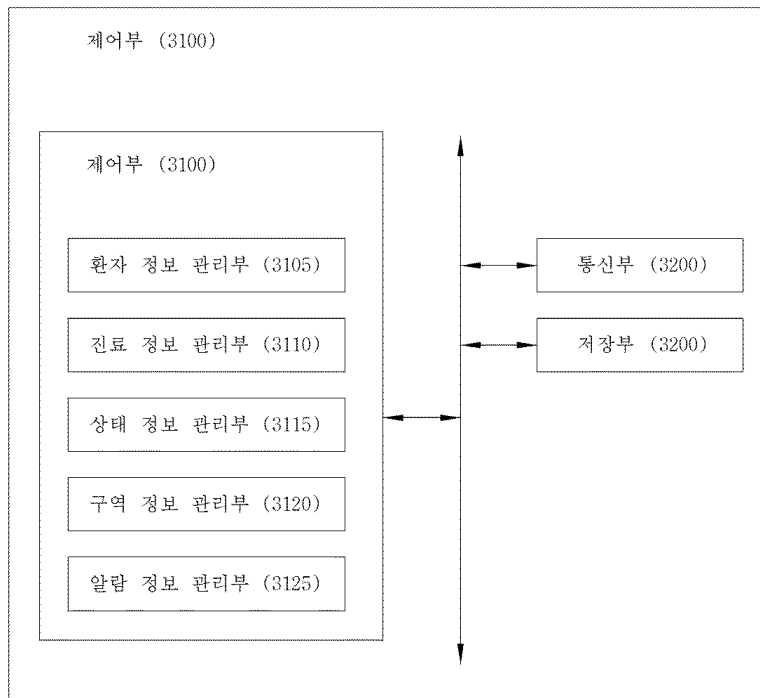 제어부 (3100)
제어부 (3100)
환자 정보 관리부 (3105)
진료 정보 관리부 (3110)
상태 정보 관리부 (3115)
구역 정보 관리부 (3120)
알람 정보 관리부 (3125)
통신부 (3200)
저장부 (3200)